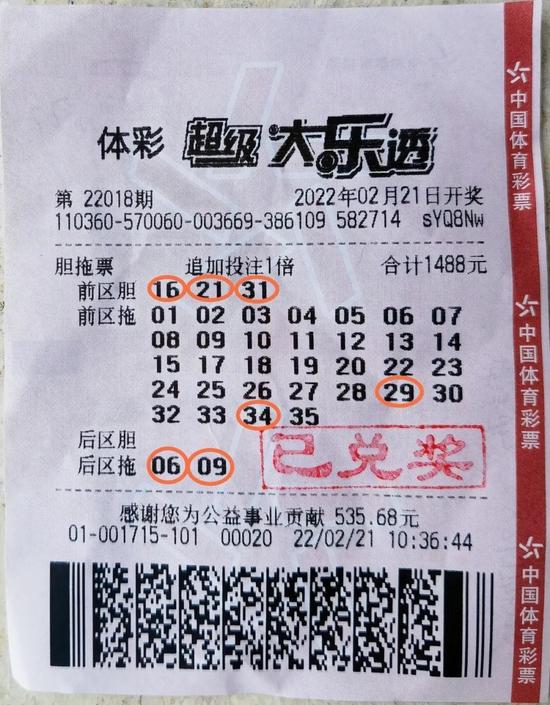 体彩 超级大乐透
第 22018期 2022年02月21日开奖
110360-570060-003669-386109 582714 sYQ8Nw
胆拖票 追加投注1倍 合计1488元
前区胆 16 21 31
前区拖 01 02 03 04 05 06 07
08 09 10 11 12 13 14
15 17 18 19 20 22 23
24 25 26 27 28 29 30
32 33 34 35
后区胆
后区拖 06 09
已兑奖
感谢您为公益事业贡献 535.68元
01-001715-101 00020 22/02/21 10:36:44
中国体育彩票
中国体育彩票
中国体育彩票